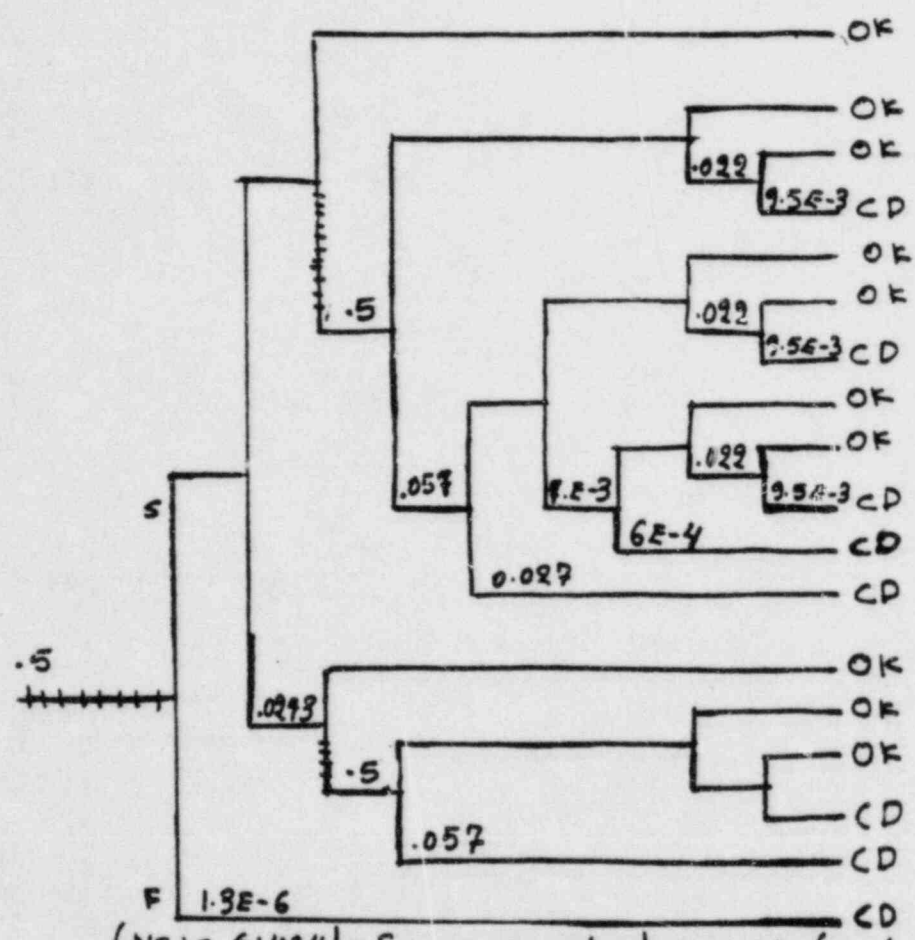 OK
OK
.022 OK
9.5E-3 CD
OK
.5 .022 OK
9.5E-3 CD
OK
.022 OK
.057 9.5E-3 CD
S 6E-4 CD
0.027 CD
.5 OK
.0243 OK
OK
.5 CD
.057 CD
F 1.3E-6 CD